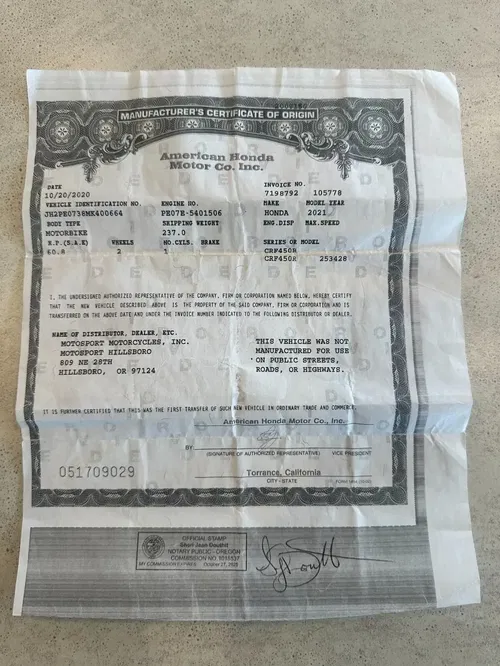 MANUFACTURER'S CERTIFICATE OF ORIGIN
American Honda
Motor Co. Inc.
DATE INVOICE NO.
10/20/2020 7198792 105778
VEHICLE IDENTIFICATION NO. ENGINE NO. MAKE MODEL YEAR
JH2PE0738MK400664 PE07E-5401506 HONDA 2021
BODY TYPE SHIPPING WEIGHT ENG.DISP MAX.SPEED
MOTORBIKE 237.0
H.P.(S.A.E) WHEELS NO.CYLS. BRAKE SERIES OR MODEL
60.8 2 1 CRF450R
CRF450R 253428
I, THE UNDERSIGNED AUTHORIZED REPRESENTATIVE OF THE COMPANY, FIRM OR CORPORATION NAMED BELOW, HEREBY CERTIFY
THAT THE NEW VEHICLE DESCRIBED ABOVE IS THE PROPERTY OF THE SAID COMPANY, FIRM OR CORPORATION AND IS
TRANSFERRED ON THE ABOVE DATE AND UNDER THE INVOICE NUMBER INDICATED TO THE FOLLOWING DISTRIBUTOR OR DEALER.
NAME OF DISTRIBUTOR, DEALER, ETC.
MOTOSPORT MOTORCYCLES, INC. THIS VEHICLE WAS NOT
MOTOSPORT HILLSBORO MANUFACTURED FOR USE
809 NE 28TH ON PUBLIC STREETS,
HILLSBORO, OR 97124 ROADS, OR HIGHWAYS.
IT IS FURTHER CERTIFIED THAT THIS WAS THE FIRST TRANSFER OF SUCH NEW VEHICLE IN ORDINARY TRADE AND COMMERCE.
American Honda Motor Co., Inc.
BY
(SIGNATURE OF AUTHORIZED REPRESENTATIVE) VICE PRESIDENT
051709029 Torrance, California
CITY - STATE
OFFICIAL STAMP
NOTARY PUBLIC - OREGON
COMMISSION NO.
MY COMMISSION EXPIRES October 27,